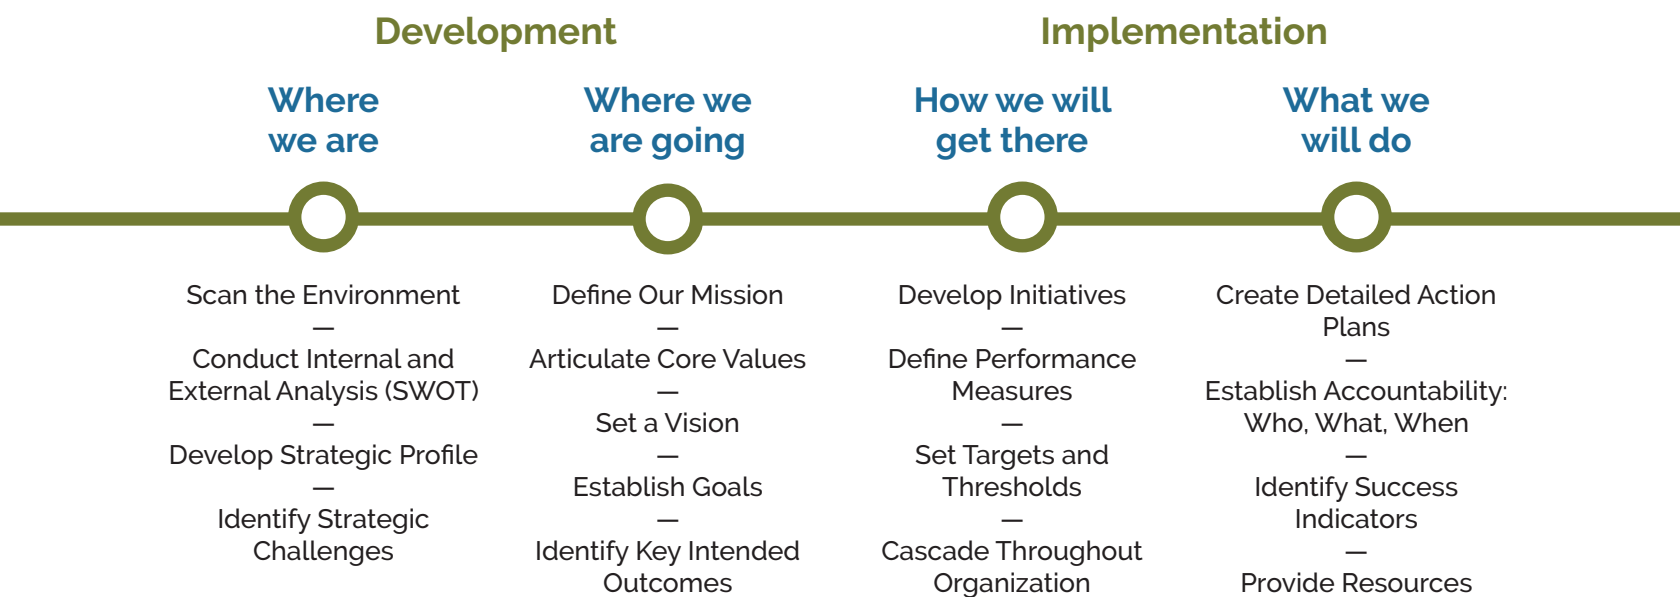 Development
Implementation
Where
we are
Where we
are going
How we will
get there
What we
will do
Scan the Environment
—
Conduct Internal and
External Analysis (SWOT)
—
Develop Strategic Profile
—
Identify Strategic
Challenges
Define Our Mission
—
Articulate Core Values
—
Set a Vision
—
Establish Goals
—
Identify Key Intended
Outcomes
Develop Initiatives
—
Define Performance
Measures
—
Set Targets and
Thresholds
—
Cascade Throughout
Organization
Create Detailed Action
Plans
—
Establish Accountability:
Who, What, When
—
Identify Success
Indicators
—
Provide Resources